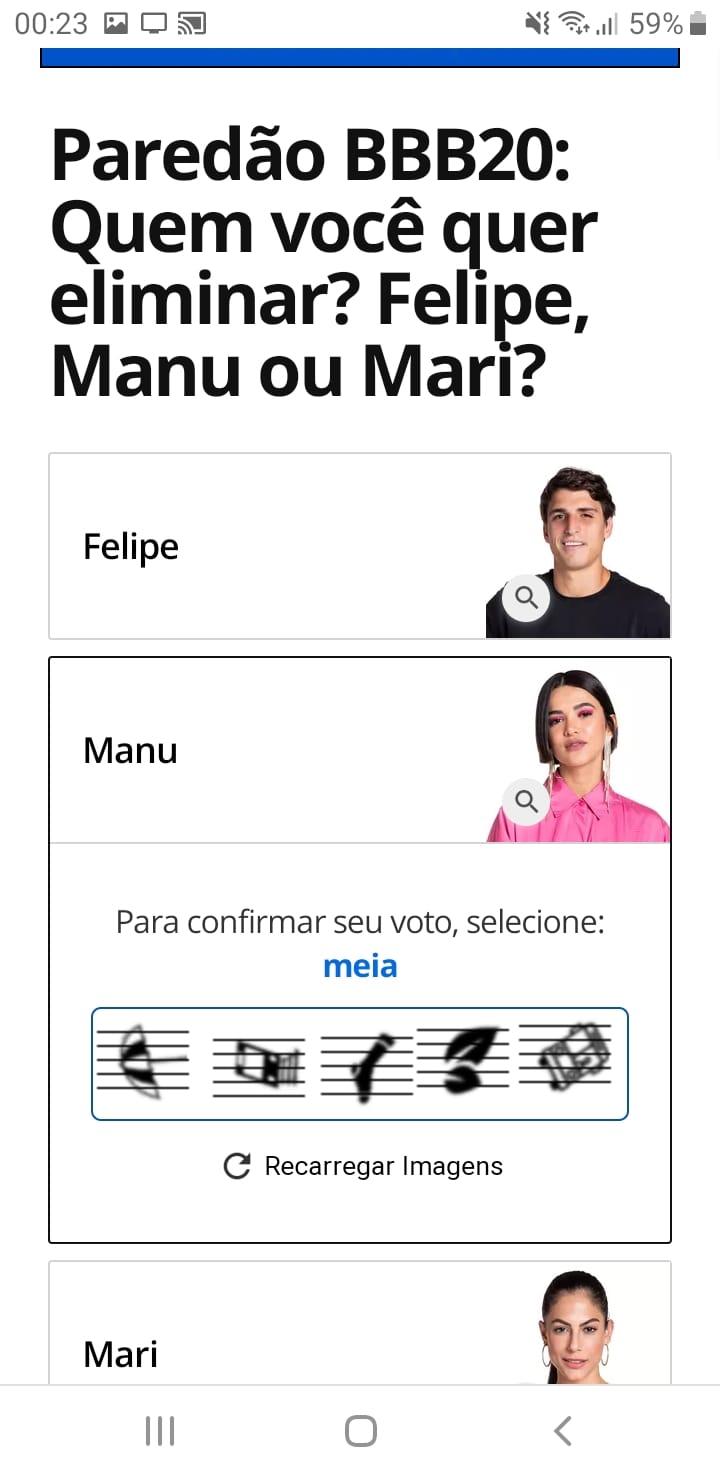 00:23
59%
Paredão BBB20:
Quem você quer
eliminar? Felipe,
Manu ou Mari?
Felipe
Manu
Para confirmar seu voto, selecione:
meia
Recarregar Imagens
Mari